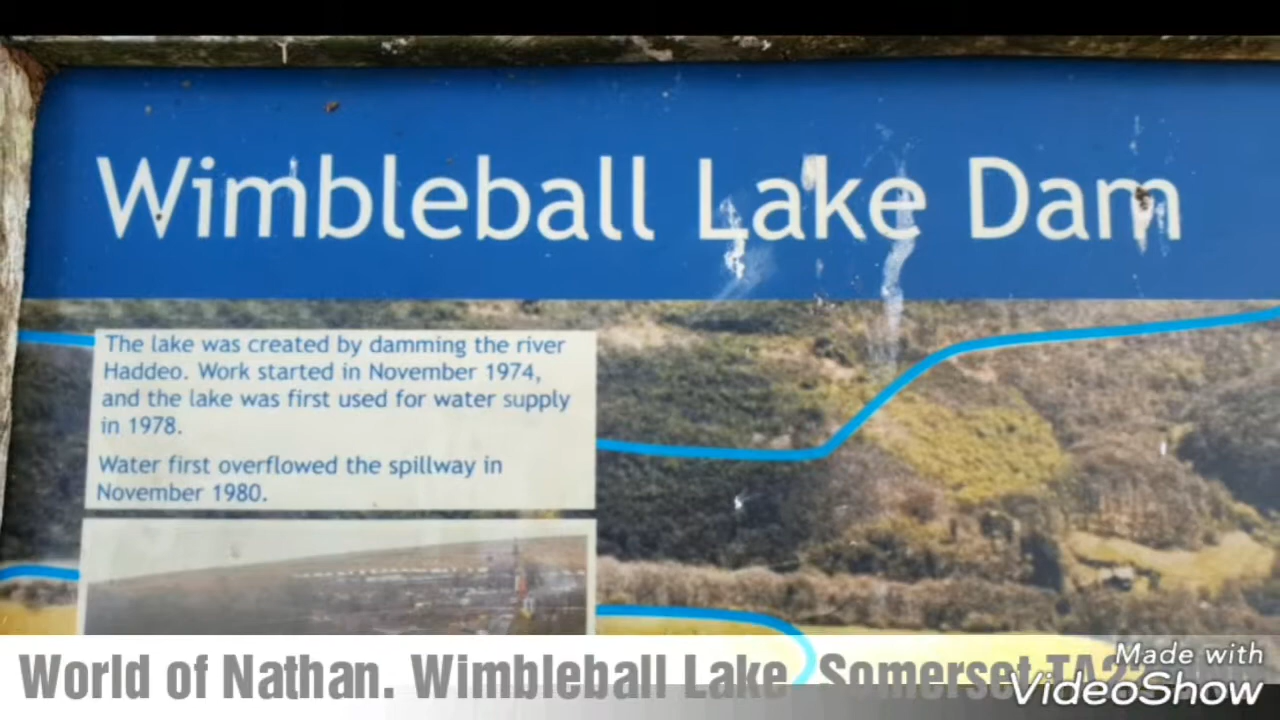 Wimbleball Lake Dam
The lake was created by damming the river
Haddeo. Work started in November 1974,
and the lake was first used for water supply
in 1978.
Water first overflowed the spillway in
November 1980.
World of Nathan. Wimbleball Lake, Somerset
Made with
VideoShow